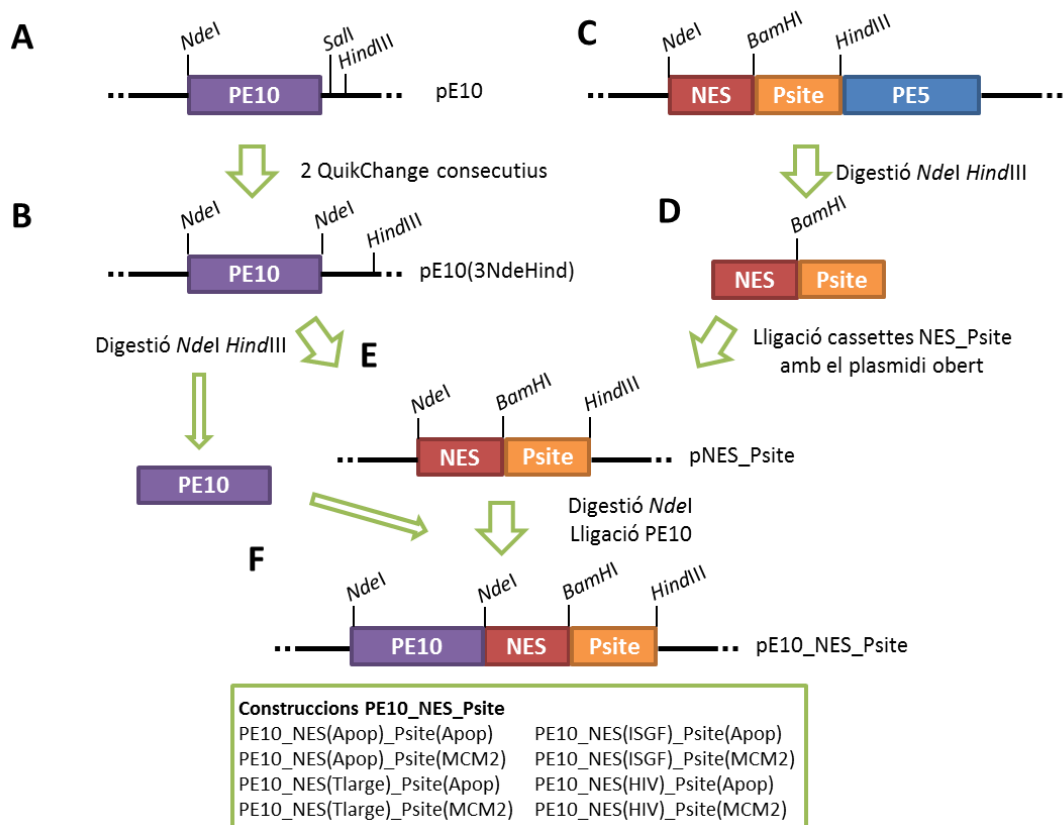 A
NdeI
SalI
HindIII
PE10
pE10
2 QuikChange consecutius
B
NdeI
NdeI
HindIII
PE10
pE10(3NdeHind)
Digestió NdeI HindIII
PE10
C
NdeI
BamHI
HindIII
NES
Psite
PE5
Digestió NdeI HindIII
D
BamHI
NES
Psite
Lligació cassettes NES_Psite
amb el plasmidi obert
E
NdeI
BamHI
HindIII
NES
Psite
pNES_Psite
Digestió NdeI
Lligació PE10
F
NdeI
NdeI
BamHI
HindIII
PE10
NES
Psite
pE10_NES_Psite
Construccions PE10_NES_Psite
PE10_NES(Apop)_Psite(Apop)
PE10_NES(ISGF)_Psite(Apop)
PE10_NES(Apop)_Psite(MCM2)
PE10_NES(ISGF)_Psite(MCM2)
PE10_NES(Tlarge)_Psite(Apop)
PE10_NES(HIV)_Psite(Apop)
PE10_NES(Tlarge)_Psite(MCM2)
PE10_NES(HIV)_Psite(MCM2)